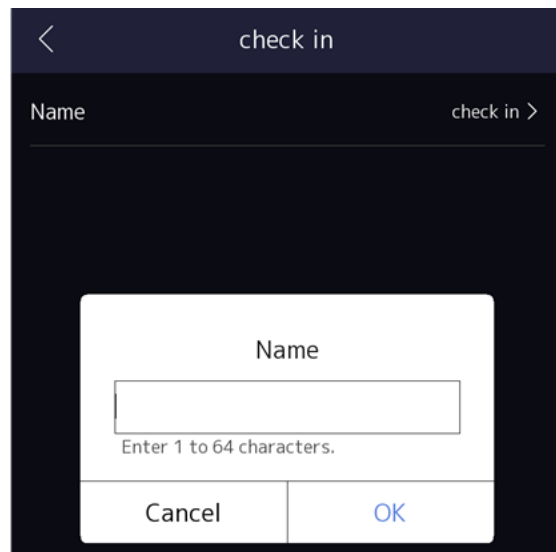 check in
Name check in
Name
Enter 1 to 64 characters.
Cancel OK